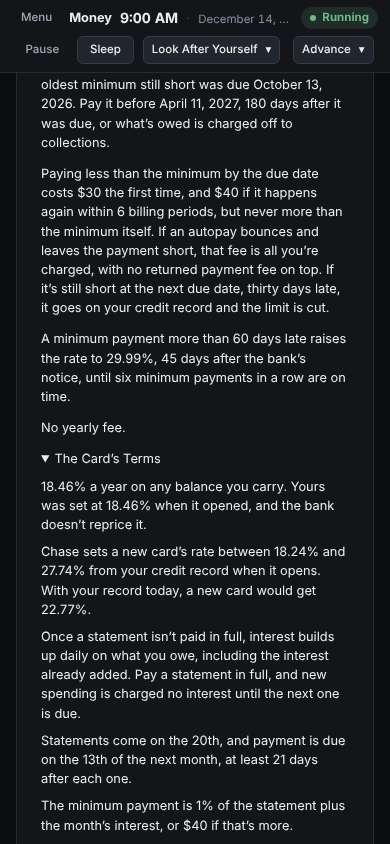 Menu Money 9:00 AM · December 14, ... Running
Pause Sleep Look After Yourself ▾ Advance ▾
oldest minimum still short was due October 13,
2026. Pay it before April 11, 2027, 180 days after it
was due, or what's owed is charged off to
collections.
Paying less than the minimum by the due date
costs $30 the first time, and $40 if it happens
again within 6 billing periods, but never more than
the minimum itself. If an autopay bounces and
leaves the payment short, that fee is all you're
charged, with no returned payment fee on top. If
it's still short at the next due date, thirty days late,
it goes on your credit record and the limit is cut.
A minimum payment more than 60 days late raises
the rate to 29.99%, 45 days after the bank's
notice, until six minimum payments in a row are on
time.
No yearly fee.
▼ The Card's Terms
18.46% a year on any balance you carry. Yours
was set at 18.46% when it opened, and the bank
doesn't reprice it.
Chase sets a new card's rate between 18.24% and
27.74% from your credit record when it opens.
With your record today, a new card would get
22.77%.
Once a statement isn't paid in full, interest builds
up daily on what you owe, including the interest
already added. Pay a statement in full, and new
spending is charged no interest until the next one
is due.
Statements come on the 20th, and payment is due
on the 13th of the next month, at least 21 days
after each one.
The minimum payment is 1% of the statement plus
the month's interest, or $40 if that's more.